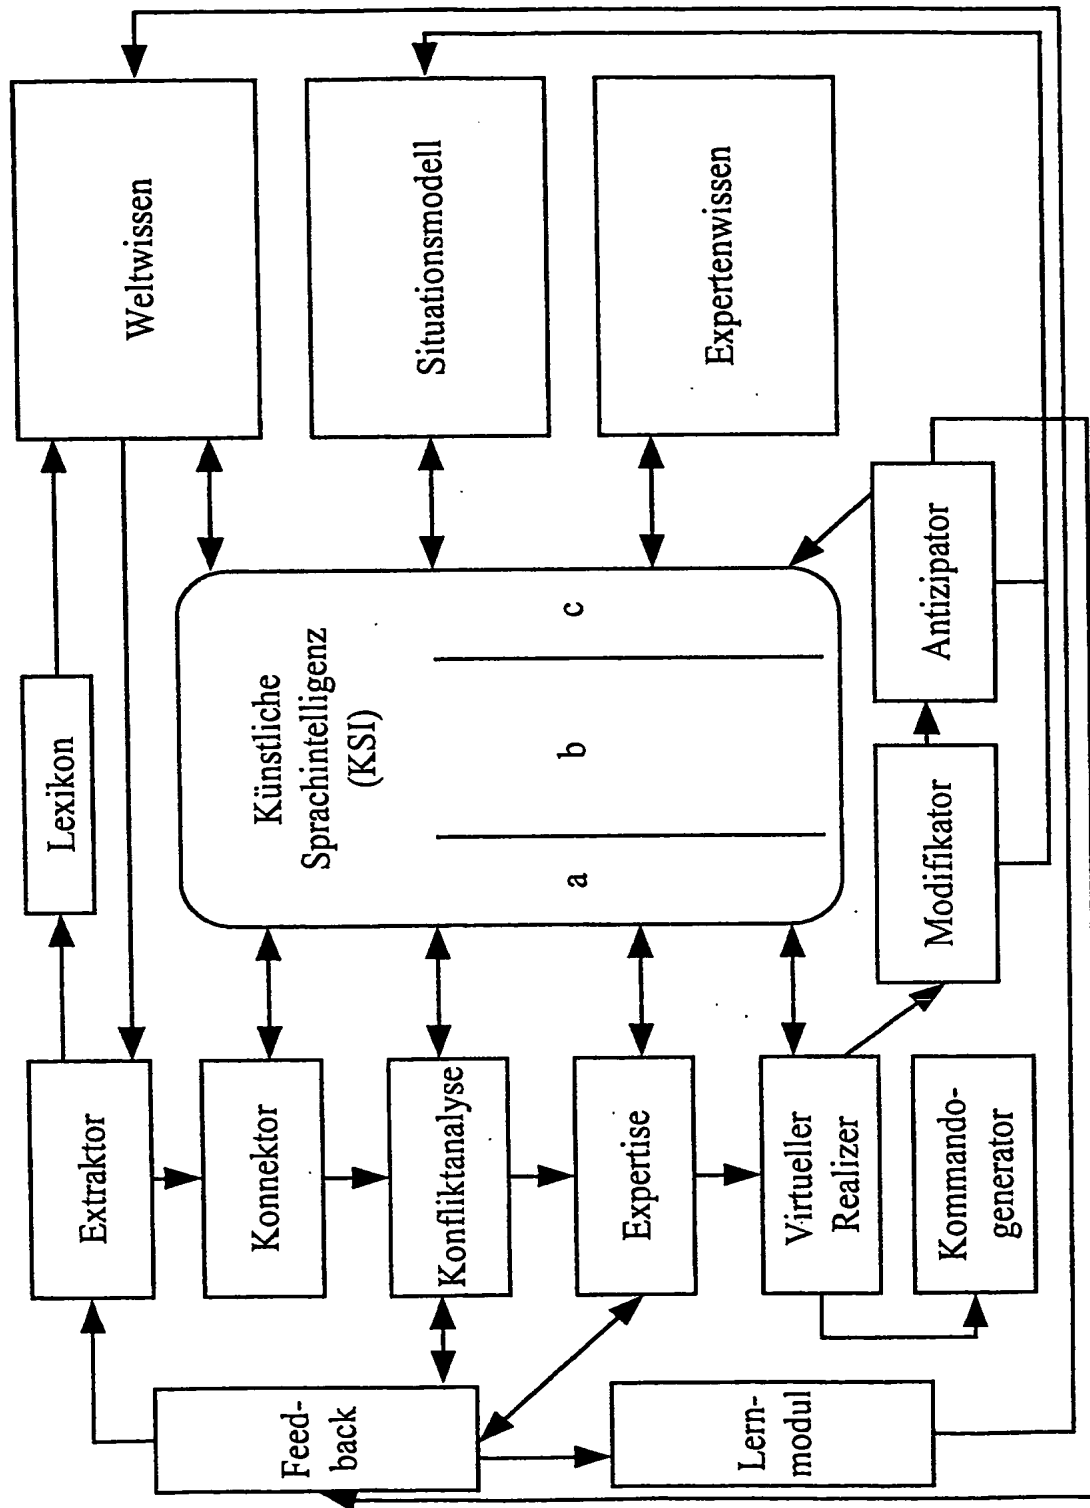 Weltwissen
Situationsmodell
Expertenwissen
Lexikon
Künstliche
Sprachintelligenz
(KSI)
a
b
c
Antizipator
Modifikator
Extraktor
Konnektor
Konfliktanalyse
Expertise
Virtueller
Realizer
Kommando-
generator
Feed-
back
Lern-
modul